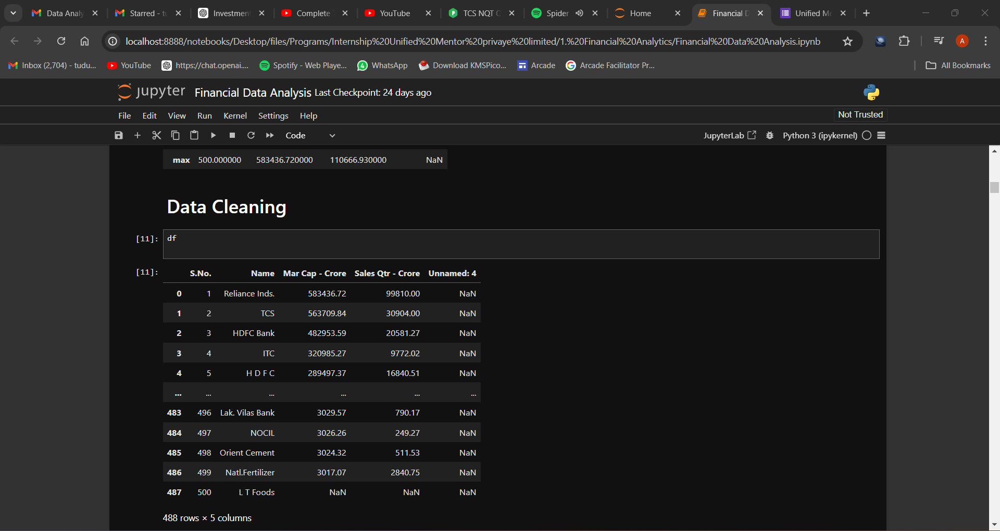 Data Analy
Starred - tu
Investmen
Complete
YouTube
TCS NQT C
Spider
Home
Financial D
Unified Me
localhost:8888/notebooks/Desktop/files/Programs/Internship%20Unified%20Mentor%20privaye%20limited/1.%20Financial%20Analytics/Financial%20Data%20Analysis.ipynb
A
Inbox (2,704) - tudu...
YouTube
https://chat.openai....
Spotify - Web Playe...
4
WhatsApp
Download KMSPico...
Arcade
Arcade Facilitator Pr...
All Bookmarks
jupyter Financial Data Analysis Last Checkpoint: 24 days ago
File Edit View Run Kernel Settings Help
Not Trusted
Code
JupyterLab
Python 3 (ipykernel)
max 500.000000 583436.720000 110666.930000 NaN
Data Cleaning
[11]: df
[11]: S.No. Name Mar Cap - Crore Sales Qtr - Crore Unnamed: 4
0 1 Reliance Inds. 583436.72 99810.00 NaN
1 2 TCS 563709.84 30904.00 NaN
2 3 HDFC Bank 482953.59 20581.27 NaN
3 4 ITC 320985.27 9772.02 NaN
4 5 H D F C 289497.37 16840.51 NaN
... ... ... ... ... ...
483 496 Lak. Vilas Bank 3029.57 790.17 NaN
484 497 NOCIL 3026.26 249.27 NaN
485 498 Orient Cement 3024.32 511.53 NaN
486 499 Natl.Fertilizer 3017.07 2840.75 NaN
487 500 L T Foods NaN NaN NaN
488 rows × 5 columns